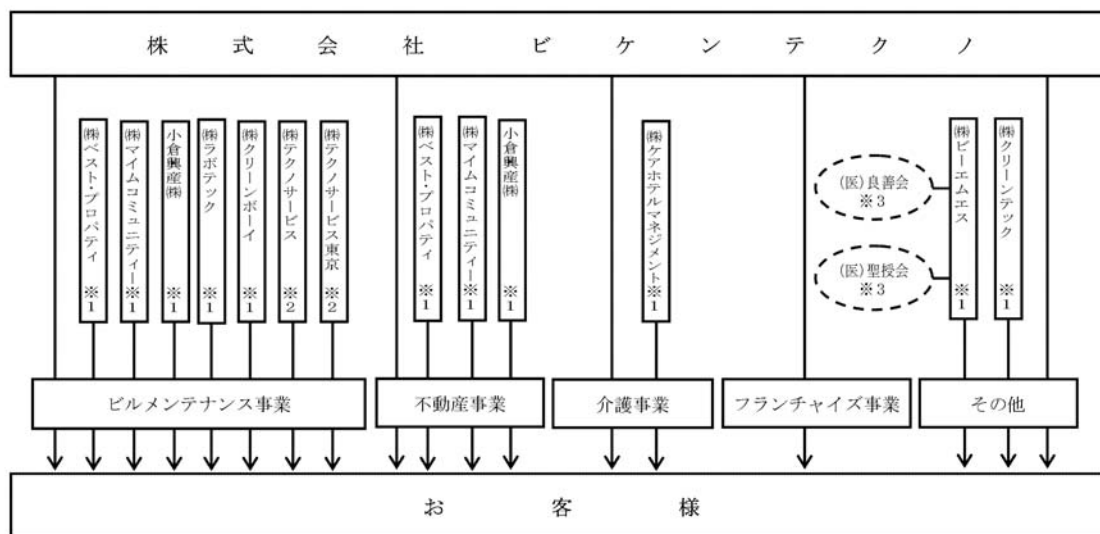 株式会社ビケンテクノ
㈱ベスト・プロパティ ※1
㈱マイムコミュニティー ※1
小倉興産㈱ ※1
㈱ラボテック ※1
㈱クリーンボーイ ※1
㈱テクノサービス ※2
㈱テクノサービス東京 ※2
㈱ベスト・プロパティ ※1
㈱マイムコミュニティー ※1
小倉興産㈱ ※1
㈱ケアホテルマネジメント ※1
(医)良善会
※3
(医)聖授会
※3
㈱ビーエムエス ※1
㈱クリーンテック ※1
ビルメンテナンス事業
不動産事業
介護事業
フランチャイズ事業
その他
お客様